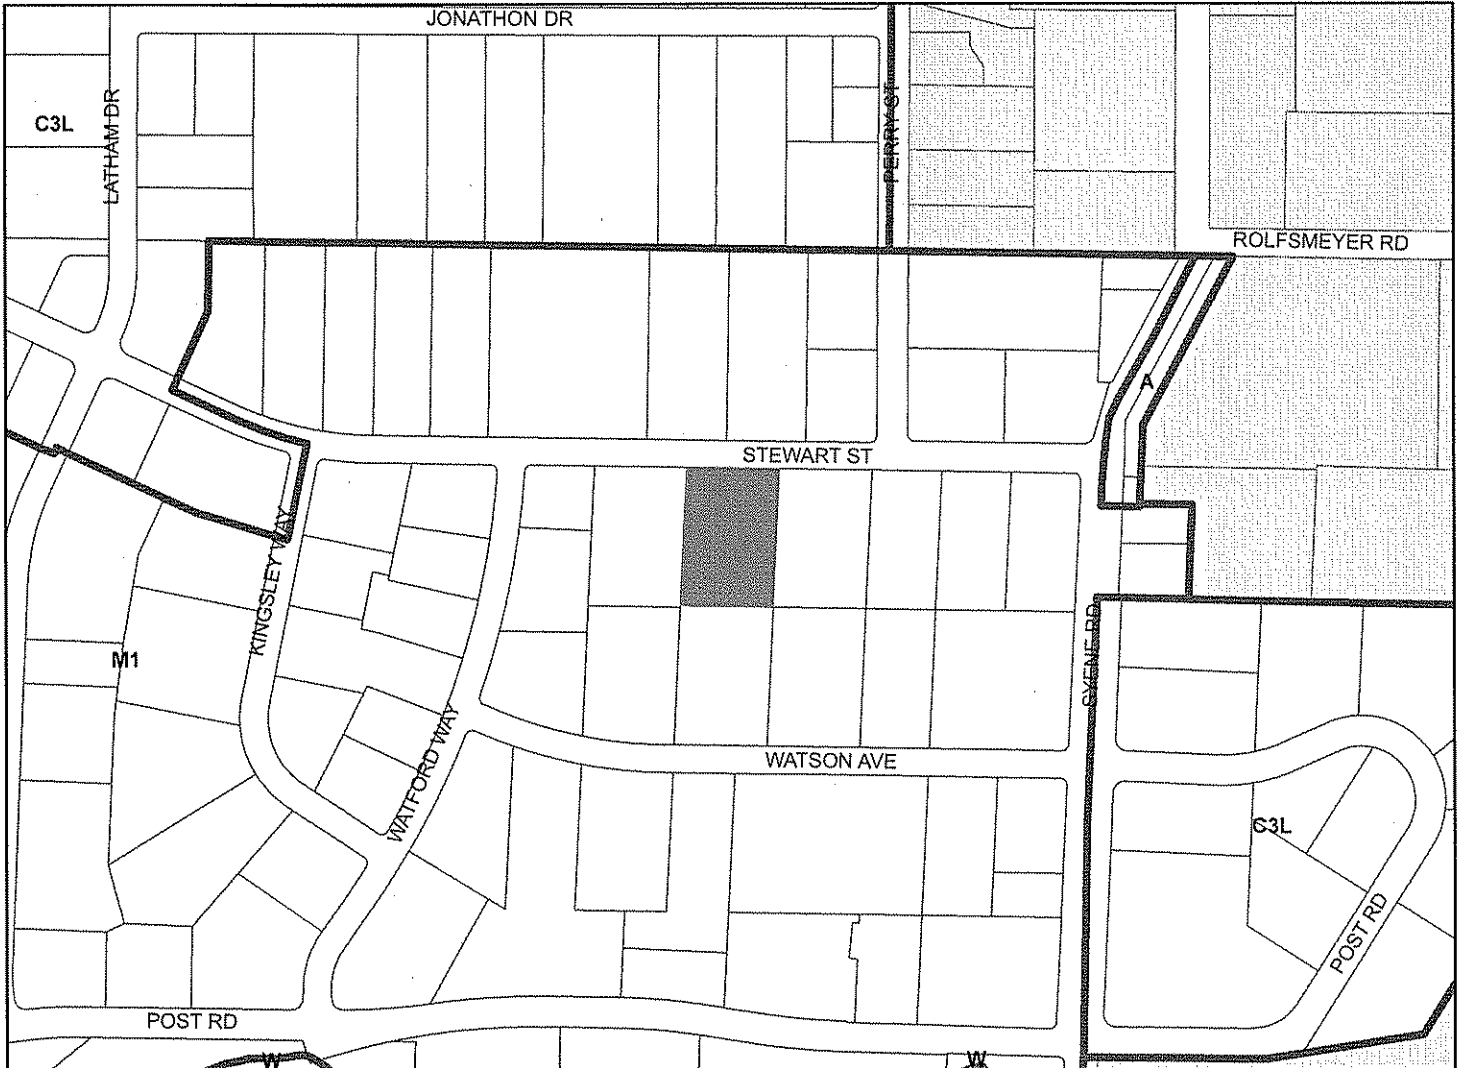 JONATHON DR
C3L
LATHAM DR
PERRY ST
ROLFSMEYER RD
A
STEWART ST
KINGSLEY WAY
M1
SYENE RD
WATFORD WAY
WATSON AVE
C3L
POST RD
POST RD
W
W